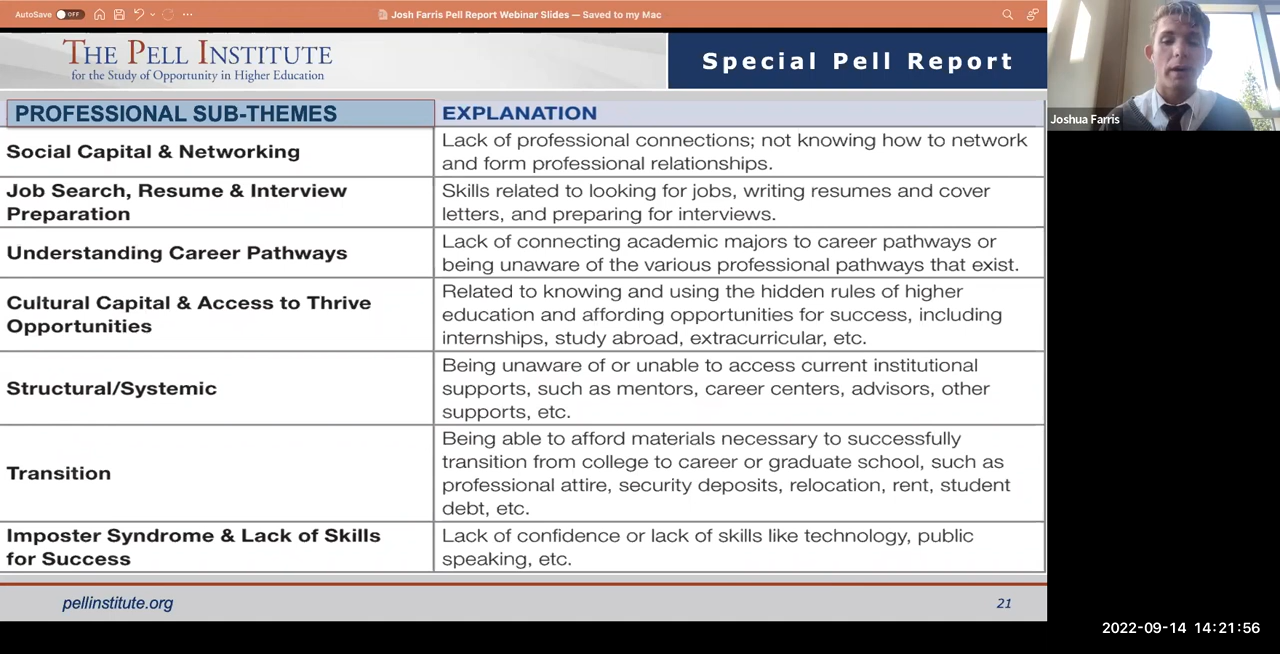 AutoSave OFF
Josh Farris Pell Report Webinar Slides — Saved to my Mac
THE PELL INSTITUTE
for the Study of Opportunity in Higher Education
Special Pell Report
Joshua Farris
PROFESSIONAL SUB-THEMES
EXPLANATION
Social Capital & Networking
Lack of professional connections; not knowing how to network
and form professional relationships.
Job Search, Resume & Interview
Preparation
Skills related to looking for jobs, writing resumes and cover
letters, and preparing for interviews.
Understanding Career Pathways
Lack of connecting academic majors to career pathways or
being unaware of the various professional pathways that exist.
Cultural Capital & Access to Thrive
Opportunities
Related to knowing and using the hidden rules of higher
education and affording opportunities for success, including
internships, study abroad, extracurricular, etc.
Structural/Systemic
Being unaware of or unable to access current institutional
supports, such as mentors, career centers, advisors, other
supports, etc.
Transition
Being able to afford materials necessary to successfully
transition from college to career or graduate school, such as
professional attire, security deposits, relocation, rent, student
debt, etc.
Imposter Syndrome & Lack of Skills
for Success
Lack of confidence or lack of skills like technology, public
speaking, etc.
pellinstitute.org
21
2022-09-14 14:21:56